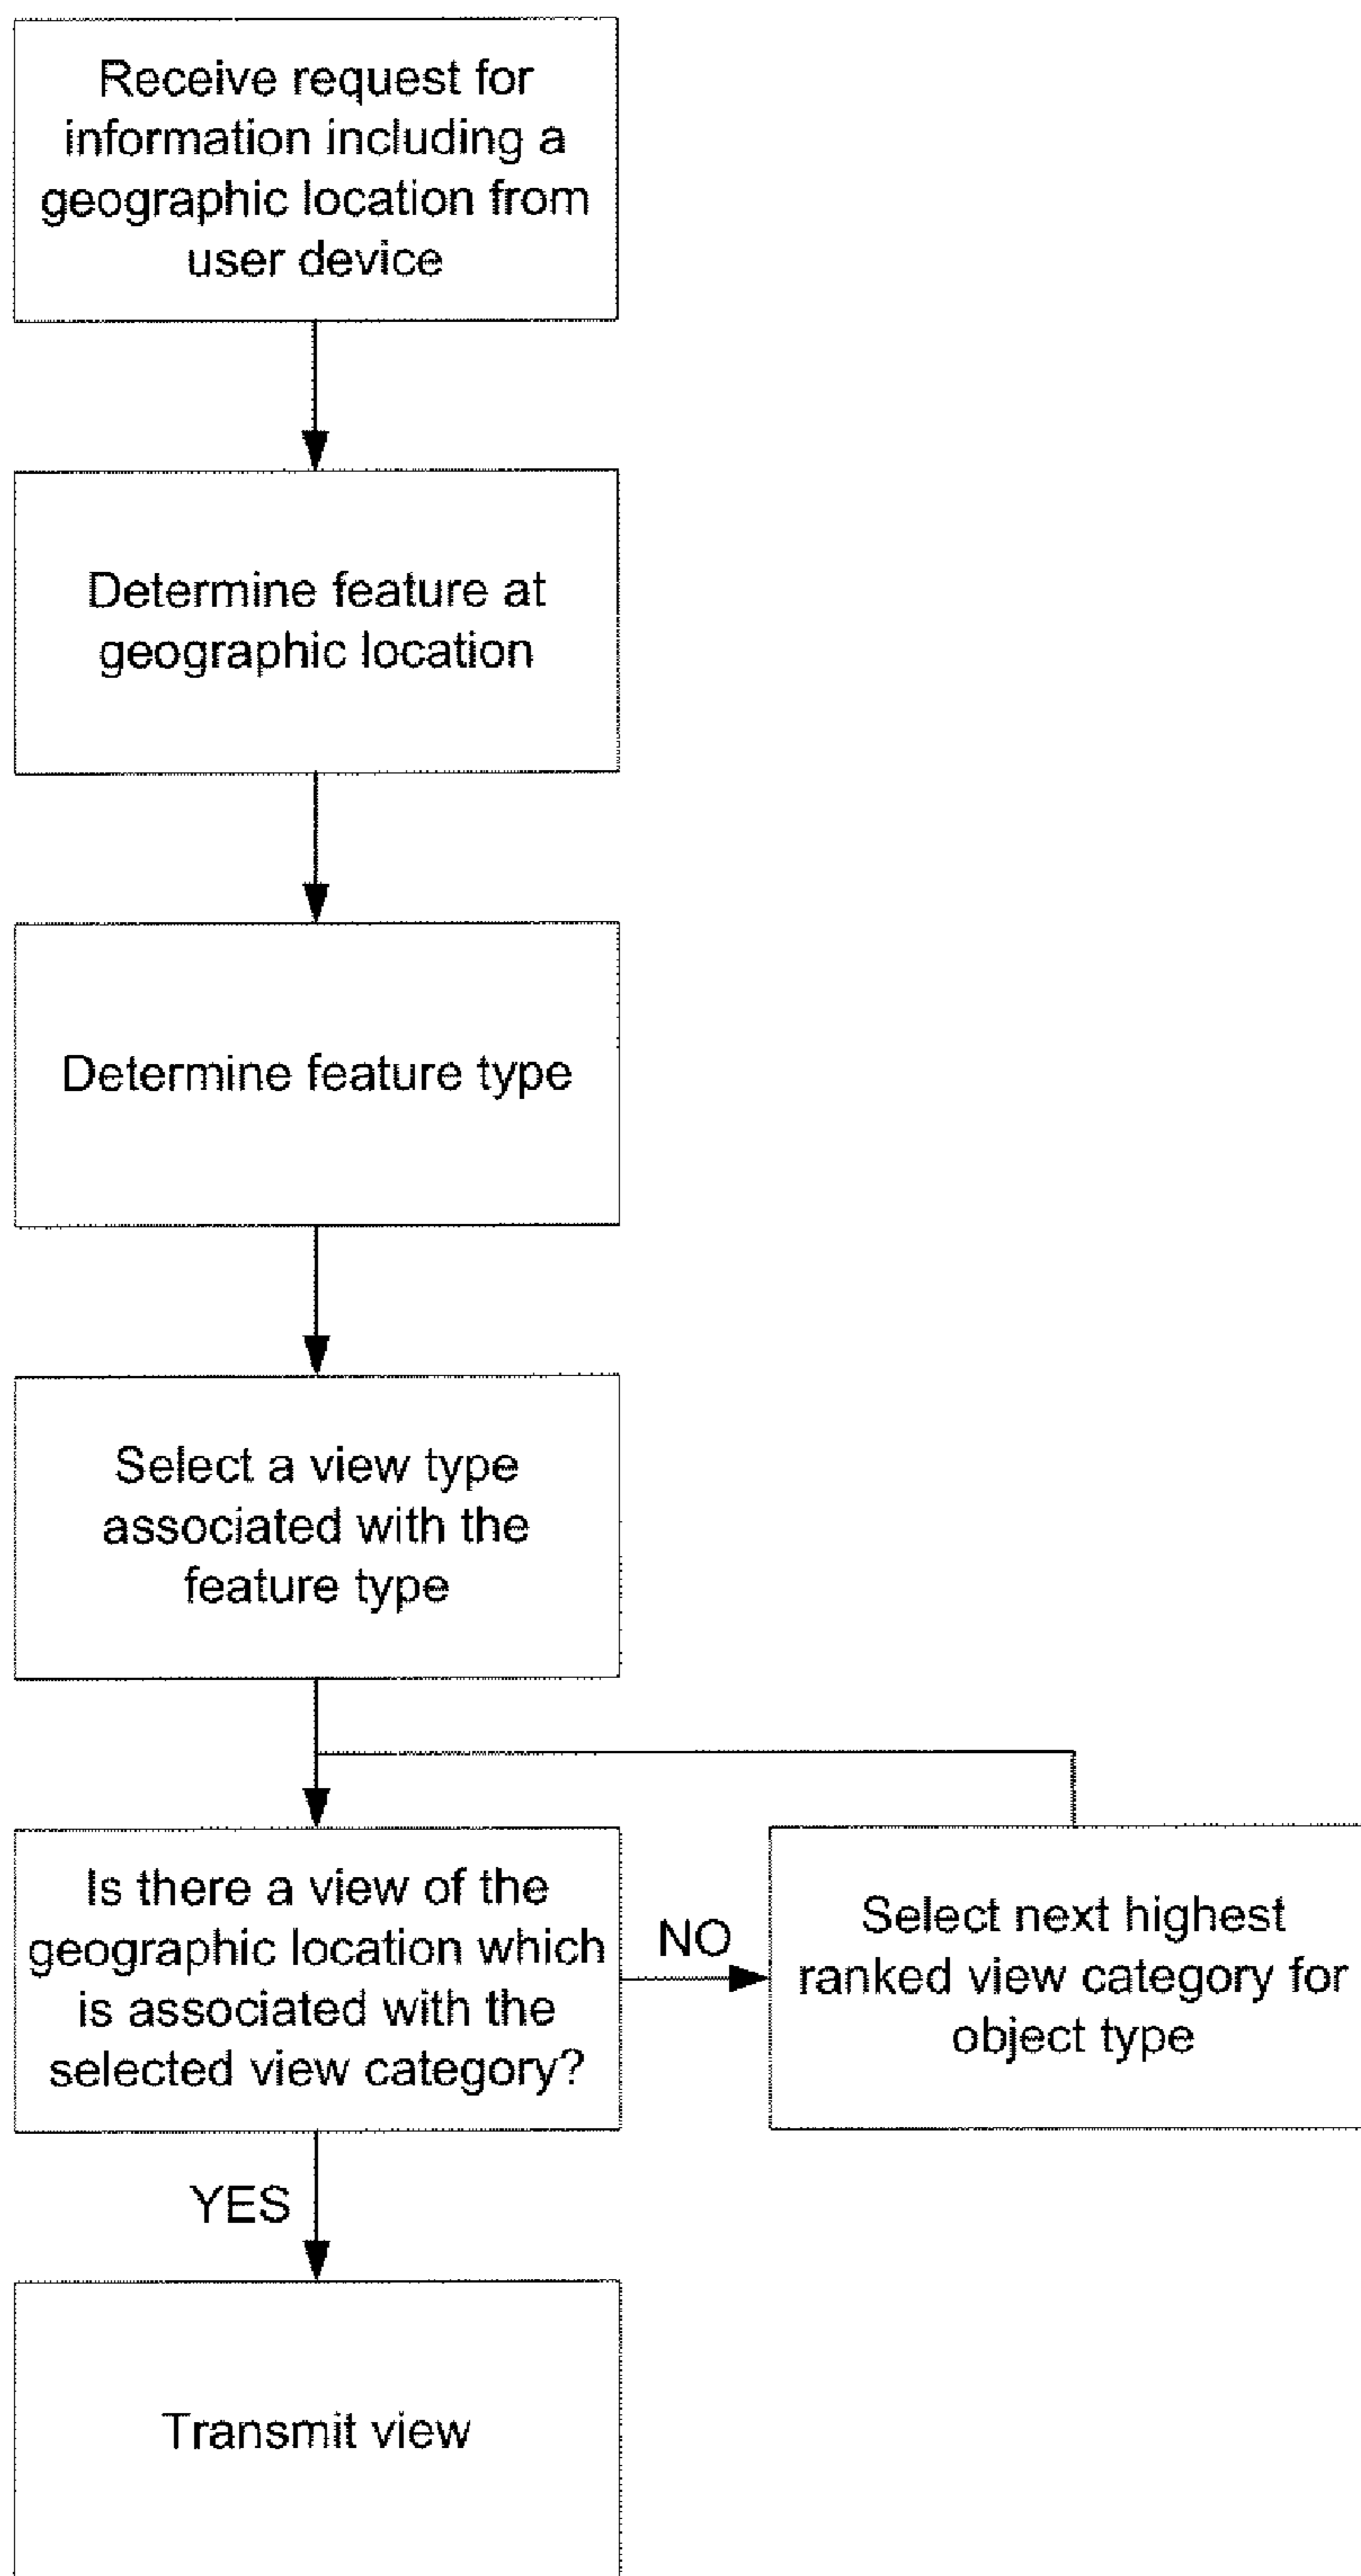 Receive request for
information including a
geographic location from
user device
Determine feature at
geographic location
Determine feature type
Select a view type
associated with the
feature type
Is there a view of the
geographic location which
is associated with the
selected view category?
NO
Select next highest
ranked view category for
object type
YES
Transmit view